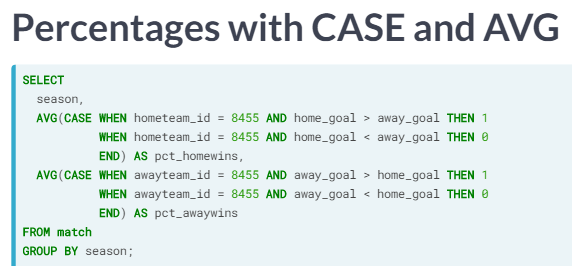 Percentages with CASE and AVG
SELECT
season,
AVG(CASE WHEN hometeam_id = 8455 AND home_goal > away_goal THEN 1
WHEN hometeam_id = 8455 AND home_goal < away_goal THEN 0
END) AS pct_homewins,
AVG(CASE WHEN awayteam_id = 8455 AND away_goal > home_goal THEN 1
WHEN awayteam_id = 8455 AND away_goal < home_goal THEN 0
END) AS pct_awaywins
FROM match
GROUP BY season;